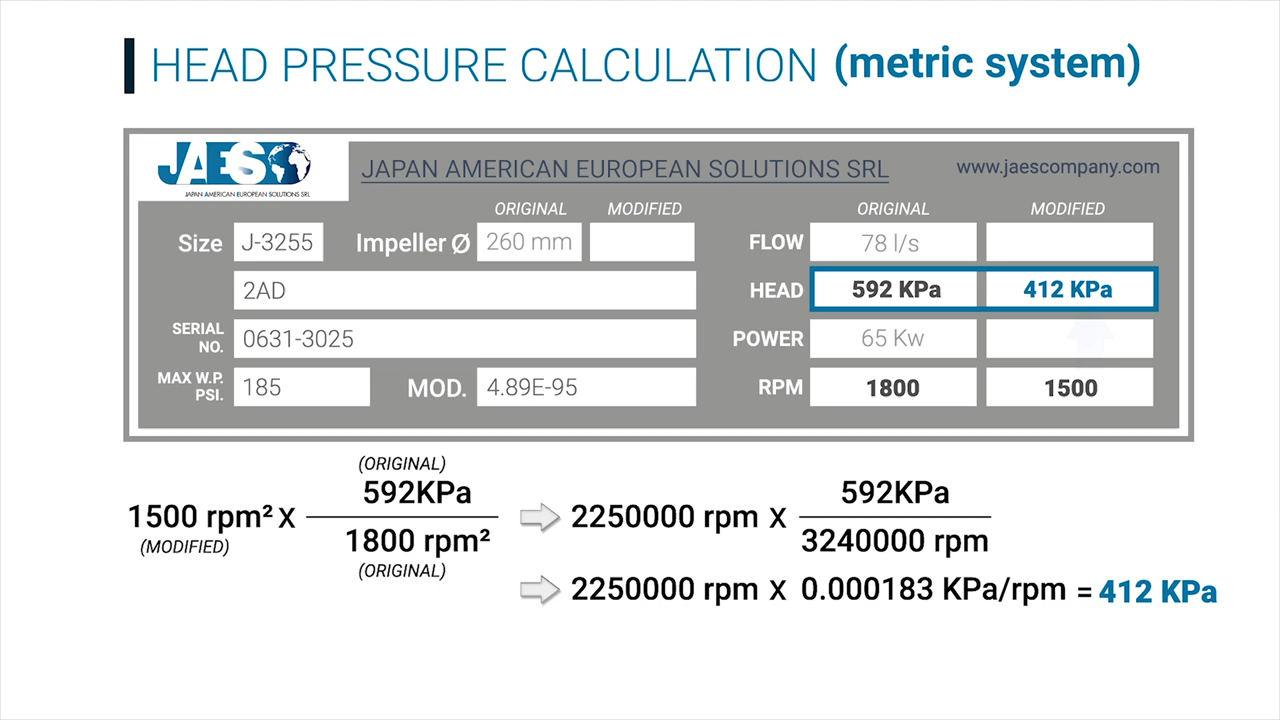 HEAD PRESSURE CALCULATION (metric system)
JAES
JAPAN AMERICAN EUROPEAN SOLUTIONS SRL
JAPAN AMERICAN EUROPEAN SOLUTIONS SRL
www.jaescompany.com
ORIGINAL MODIFIED ORIGINAL MODIFIED
Size J-3255 Impeller Ø 260 mm FLOW 78 l/s
2AD HEAD 592 KPa 412 KPa
SERIAL
NO. 0631-3025 POWER 65 Kw
MAX W.P.
PSI. 185 MOD. 4.89E-95 RPM 1800 1500
(ORIGINAL)
592KPa 592KPa
1500 rpm² x 2250000 rpm x
(MODIFIED) 1800 rpm² 3240000 rpm
(ORIGINAL)
2250000 rpm x 0.000183 KPa/rpm = 412 KPa